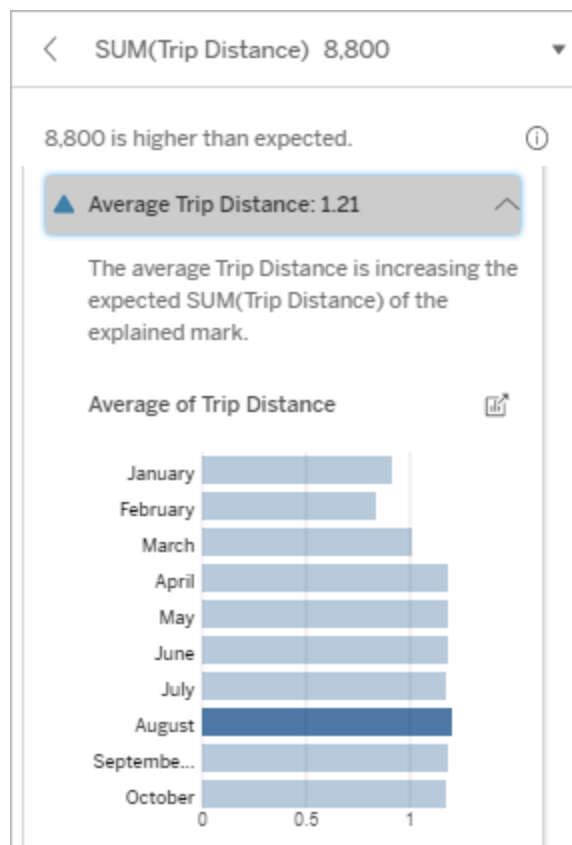 SUM(Trip Distance) 8,800
8,800 is higher than expected.
Average Trip Distance: 1.21
The average Trip Distance is increasing the
expected SUM(Trip Distance) of the
explained mark.
Average of Trip Distance
January
February
March
April
May
June
July
August
Septembe...
October
0 0.5 1